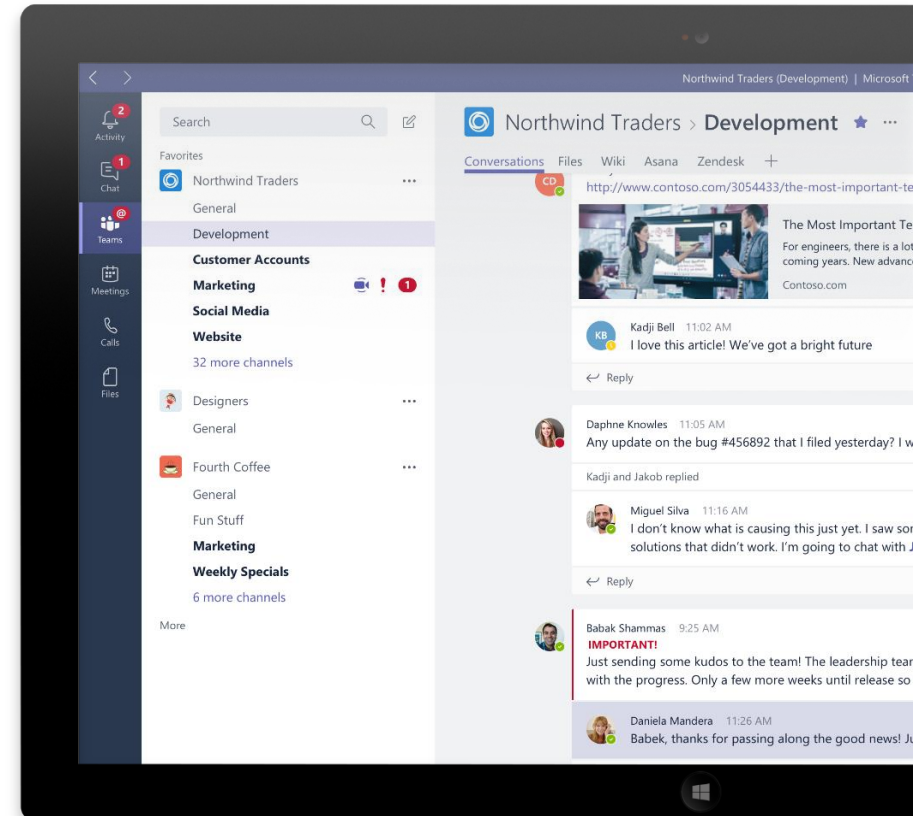 Northwind Traders (Development) | Microsoft
2
Activity
1
Chat
@
Teams
Meetings
Calls
Files
Search
Favorites
Northwind Traders
General
Development
Customer Accounts
Marketing
! 1
Social Media
Website
32 more channels
Designers
General
Fourth Coffee
General
Fun Stuff
Marketing
Weekly Specials
6 more channels
More
Northwind Traders > Development
Conversations Files Wiki Asana Zendesk +
CD
http://www.contoso.com/3054433/the-most-important-te
The Most Important Te
For engineers, there is a lot
coming years. New advanc
Contoso.com
KB
Kadji Bell 11:02 AM
I love this article! We've got a bright future
Reply
Daphne Knowles 11:05 AM
Any update on the bug #456892 that I filed yesterday? I w
Kadji and Jakob replied
Miguel Silva 11:16 AM
I don't know what is causing this just yet. I saw so
solutions that didn't work. I'm going to chat with J
Reply
Babak Shammas 9:25 AM
IMPORTANT!
Just sending some kudos to the team! The leadership tea
with the progress. Only a few more weeks until release so
Daniela Mandera 11:26 AM
Babek, thanks for passing along the good news! Ju